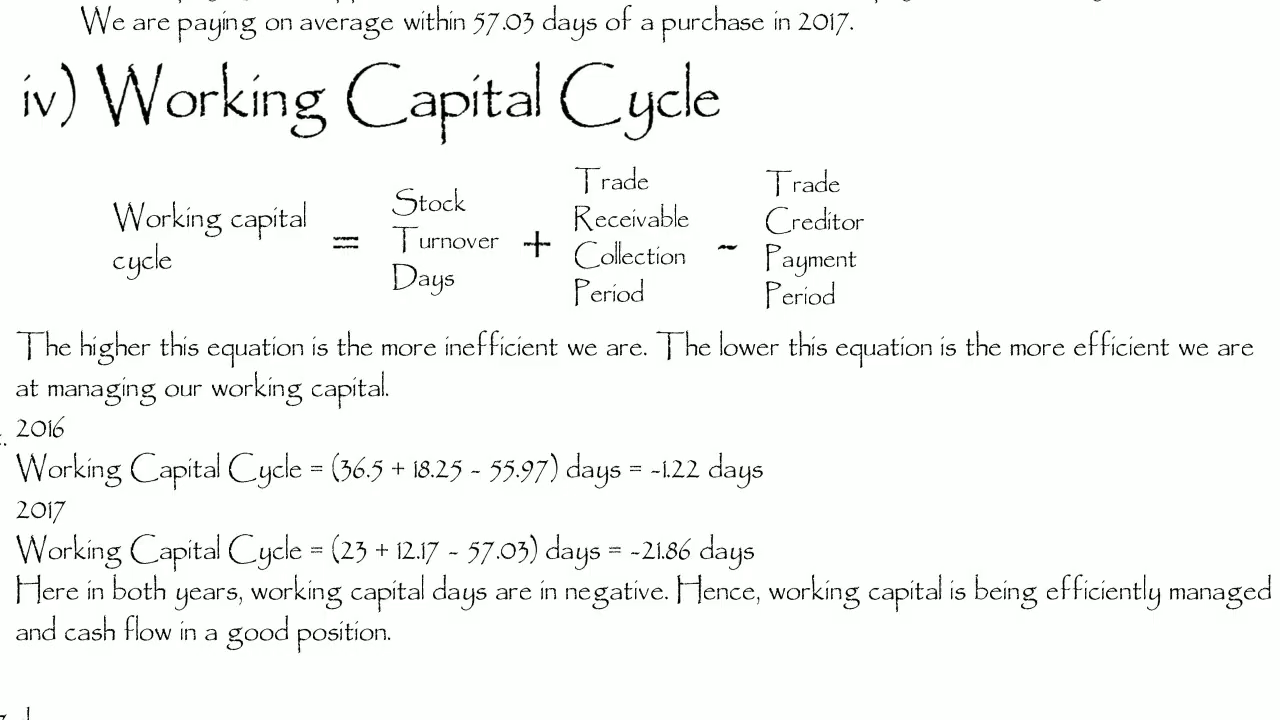 We are paying on average within 57.03 days of a purchase in 2017.
iv) Working Capital Cycle
Working capital
cycle
=
Stock
Turnover
Days
+
Trade
Receivable
Collection
Period
-
Trade
Creditor
Payment
Period
The higher this equation is the more inefficient we are. The lower this equation is the more efficient we are
at managing our working capital.
2016
Working Capital Cycle = (36.5 + 18.25 - 55.97) days = -1.22 days
2017
Working Capital Cycle = (23 + 12.17 - 57.03) days = -21.86 days
Here in both years, working capital days are in negative. Hence, working capital is being efficiently managed
and cash flow in a good position.